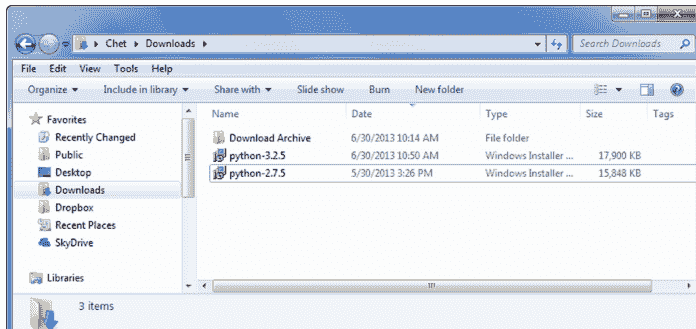 Chet Downloads Search Downloads
File Edit View Tools Help
Organize Include in library Share with Slide show Burn New folder
Favorites
Recently Changed
Public
Desktop
Downloads
Dropbox
Recent Places
SkyDrive
Libraries
Name Date Type Size Tags
Download Archive 6/30/2013 10:14 AM File folder
python-3.2.5 6/30/2013 10:50 AM Windows Installer ... 17,900 KB
python-2.7.5 5/30/2013 3:26 PM Windows Installer ... 15,848 KB
3 items